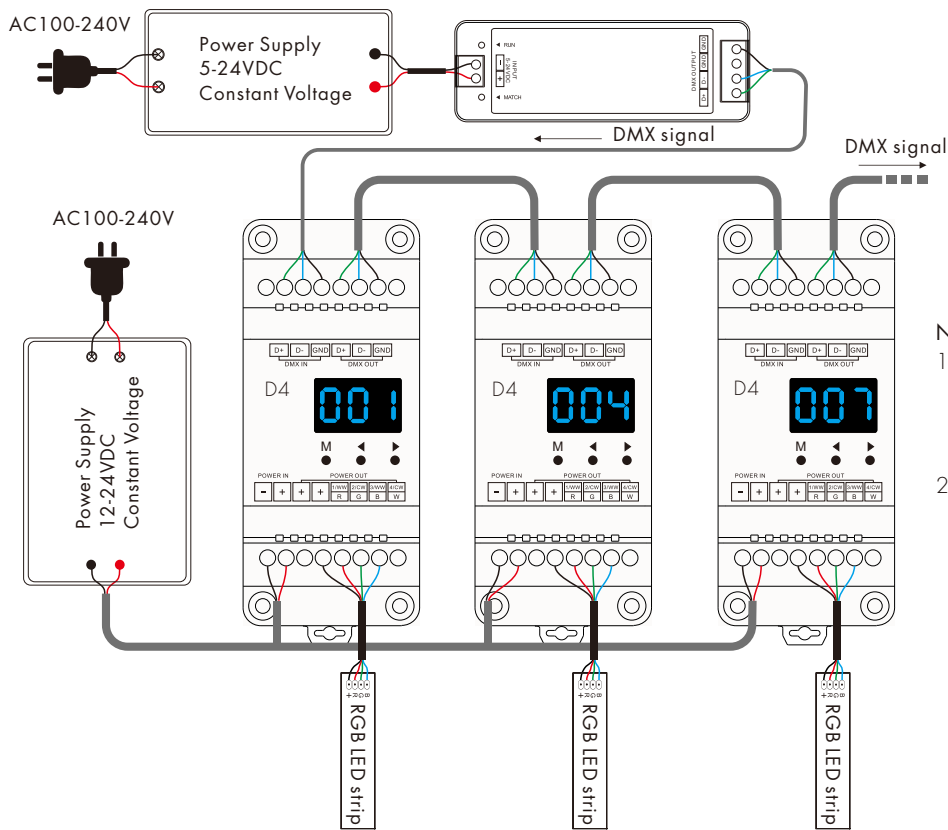 AC100-240V
Power Supply
5-24VDC
Constant Voltage
RUN
INPUT
5-24VDC
- +
MATCH
DMX OUTPUT
GND
GND
D-
D+
DMX signal
DMX signal
AC100-240V
Power Supply
12-24VDC
Constant Voltage
D+ D- GND D+ D- GND
DMX IN DMX OUT
D4
001
M
POWER IN POWER OUT
- + + + 1/WW 2/CW 3/WW 4/CW
R G B W
D+ D- GND D+ D- GND
DMX IN DMX OUT
D4
004
M
POWER IN POWER OUT
- + + + 1/WW 2/CW 3/WW 4/CW
R G B W
D+ D- GND D+ D- GND
DMX IN DMX OUT
D4
007
M
POWER IN POWER OUT
- + + + 1/WW 2/CW 3/WW 4/CW
R G B W
1
2
+ R G B
RGB LED strip
+ R G B
RGB LED strip
+ R G B
RGB LED strip